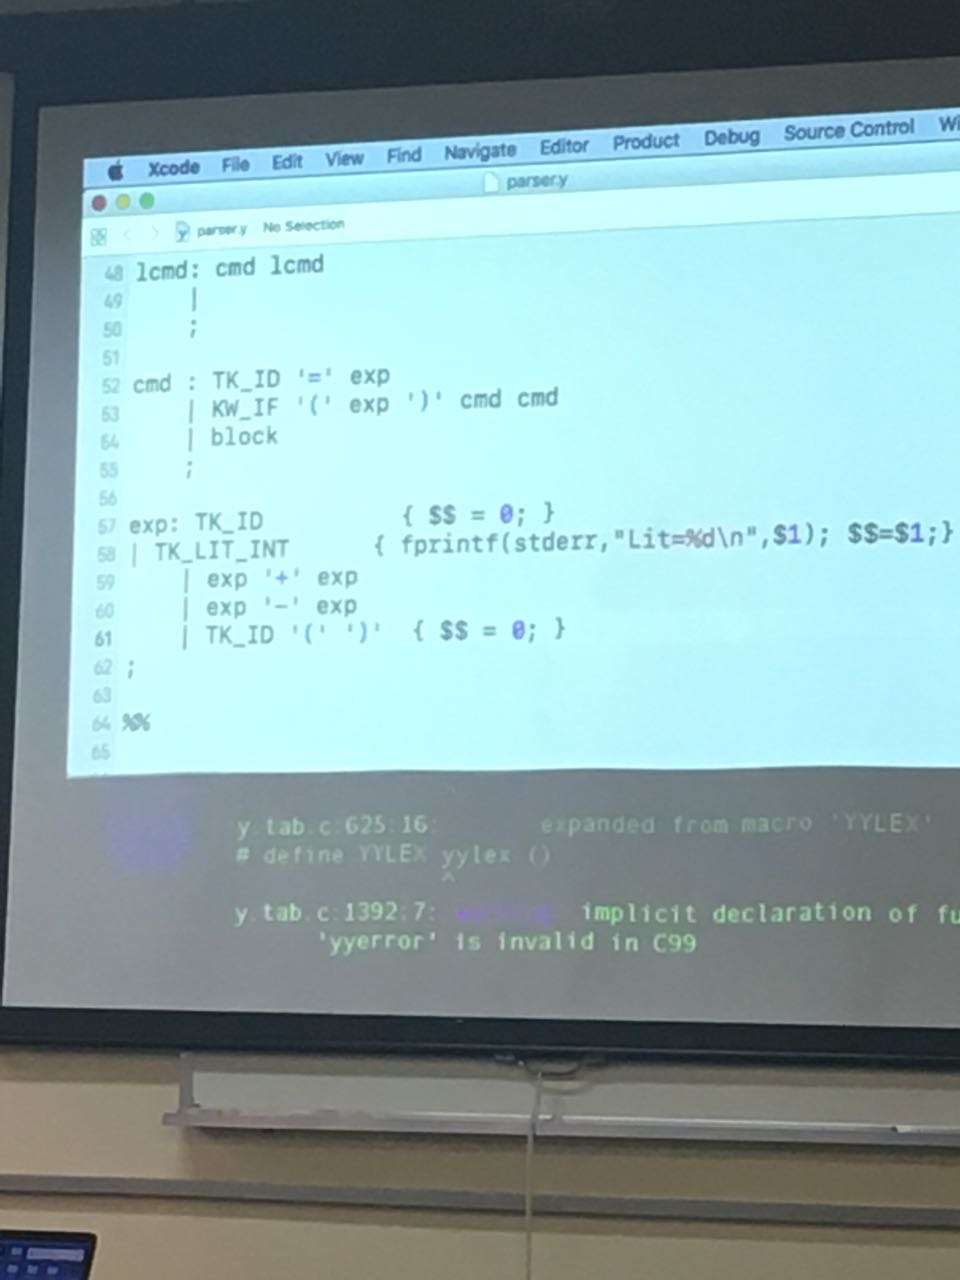 Xcode File Edit View Find Navigate Editor Product Debug Source Control Wi
parser.y
parser.y No Selection
48 lcmd: cmd lcmd
49 |
50 ;
51
52 cmd : TK_ID '=' exp
53 | KW_IF '(' exp ')' cmd cmd
54 | block
55 ;
56
57 exp: TK_ID { $$ = 0; }
58 | TK_LIT_INT { fprintf(stderr,"Lit=%d\n",$1); $$=$1;}
59 | exp '+' exp
60 | exp '-' exp
61 | TK_ID '(' ')' { $$ = 0; }
62 ;
63
64 %%
65
y.tab.c:625:16: expanded from macro 'YYLEX'
# define YYLEX yylex ()
^
y.tab.c:1392:7: implicit declaration of fu
'yyerror' is invalid in C99